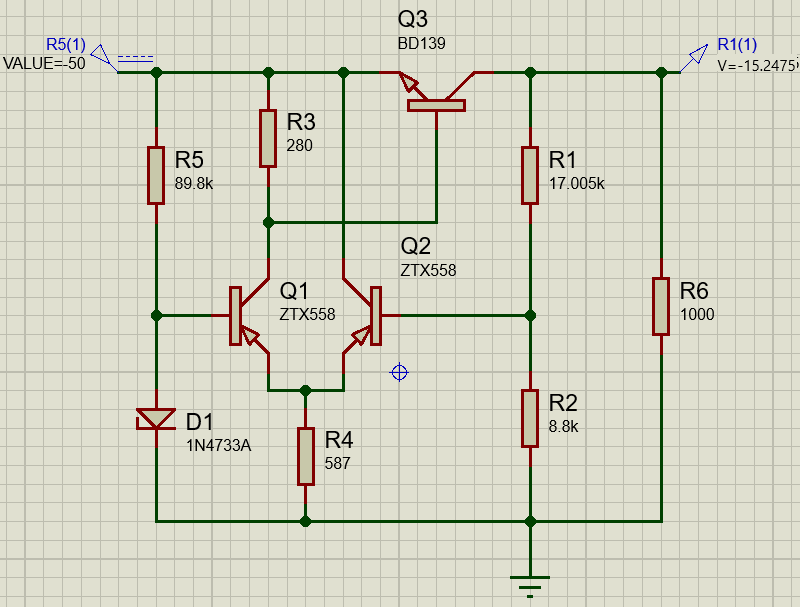 Q3
BD139
R5(1)
VALUE=-50
R1(1)
V=-15.2475
R3
280
R5
89.8k
R1
17.005k
Q2
ZTX558
Q1
ZTX558
R6
1000
D1
1N4733A
R4
587
R2
8.8k